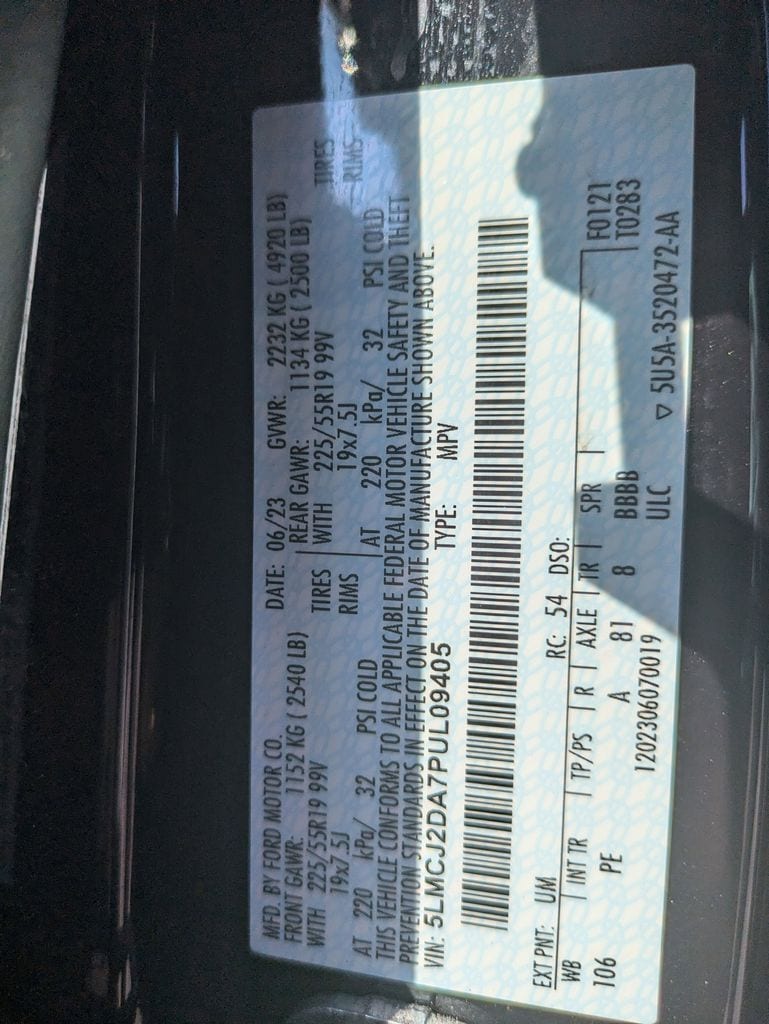 MFD. BY FORD MOTOR CO.
DATE: 06/23 GVWR: 2232 KG ( 4920 LB)
FRONT GAWR: 1152 KG ( 2540 LB) REAR GAWR: 1134 KG ( 2500 LB)
WITH 225/55R19 99V TIRES WITH 225/55R19 99V TIRES
19x7.5J RIMS 19x7.5J RIMS
AT 220 kPa/ 32 PSI COLD AT 220 kPa/ 32 PSI COLD
THIS VEHICLE CONFORMS TO ALL APPLICABLE FEDERAL MOTOR VEHICLE SAFETY AND THEFT
PREVENTION STANDARDS IN EFFECT ON THE DATE OF MANUFACTURE SHOWN ABOVE.
VIN: 5LMCJ2DA7PUL09405 TYPE: MPV
EXT PNT: UM RC: 54 DSO:
WB INT TR TP/PS R AXLE TR SPR F0121
106 PE A 81 8 BBBB T0283
1202306070019 ULC ▽ 5U5A-3520472-AA